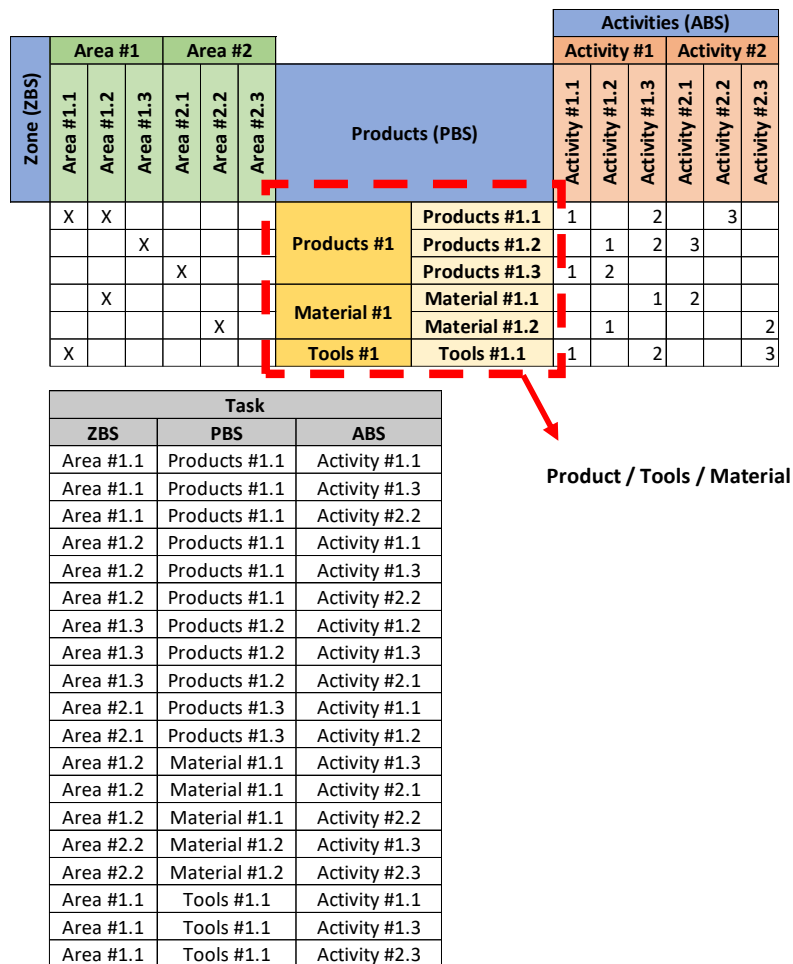 Activities (ABS)
Area #1 Area #2 Activity #1 Activity #2
Zone (ZBS) Area #1.1 Area #1.2 Area #1.3 Area #2.1 Area #2.2 Area #2.3 Products (PBS) Activity #1.1 Activity #1.2 Activity #1.3 Activity #2.1 Activity #2.2 Activity #2.3
X X Products #1 Products #1.1 1 2 3
X Products #1.2 1 2 3
X Products #1.3 1 2
X Material #1 Material #1.1 1 2
X Material #1.2 1 2
X Tools #1 Tools #1.1 1 2 3
Task
ZBS PBS ABS
Area #1.1 Products #1.1 Activity #1.1
Area #1.1 Products #1.1 Activity #1.3
Area #1.1 Products #1.1 Activity #2.2
Area #1.2 Products #1.1 Activity #1.1
Area #1.2 Products #1.1 Activity #1.3
Area #1.2 Products #1.1 Activity #2.2
Area #1.3 Products #1.2 Activity #1.2
Area #1.3 Products #1.2 Activity #1.3
Area #1.3 Products #1.2 Activity #2.1
Area #2.1 Products #1.3 Activity #1.1
Area #2.1 Products #1.3 Activity #1.2
Area #1.2 Material #1.1 Activity #1.3
Area #1.2 Material #1.1 Activity #2.1
Area #1.2 Material #1.1 Activity #2.2
Area #2.2 Material #1.2 Activity #1.3
Area #2.2 Material #1.2 Activity #2.3
Area #1.1 Tools #1.1 Activity #1.1
Area #1.1 Tools #1.1 Activity #1.3
Area #1.1 Tools #1.1 Activity #2.3
Product / Tools / Material